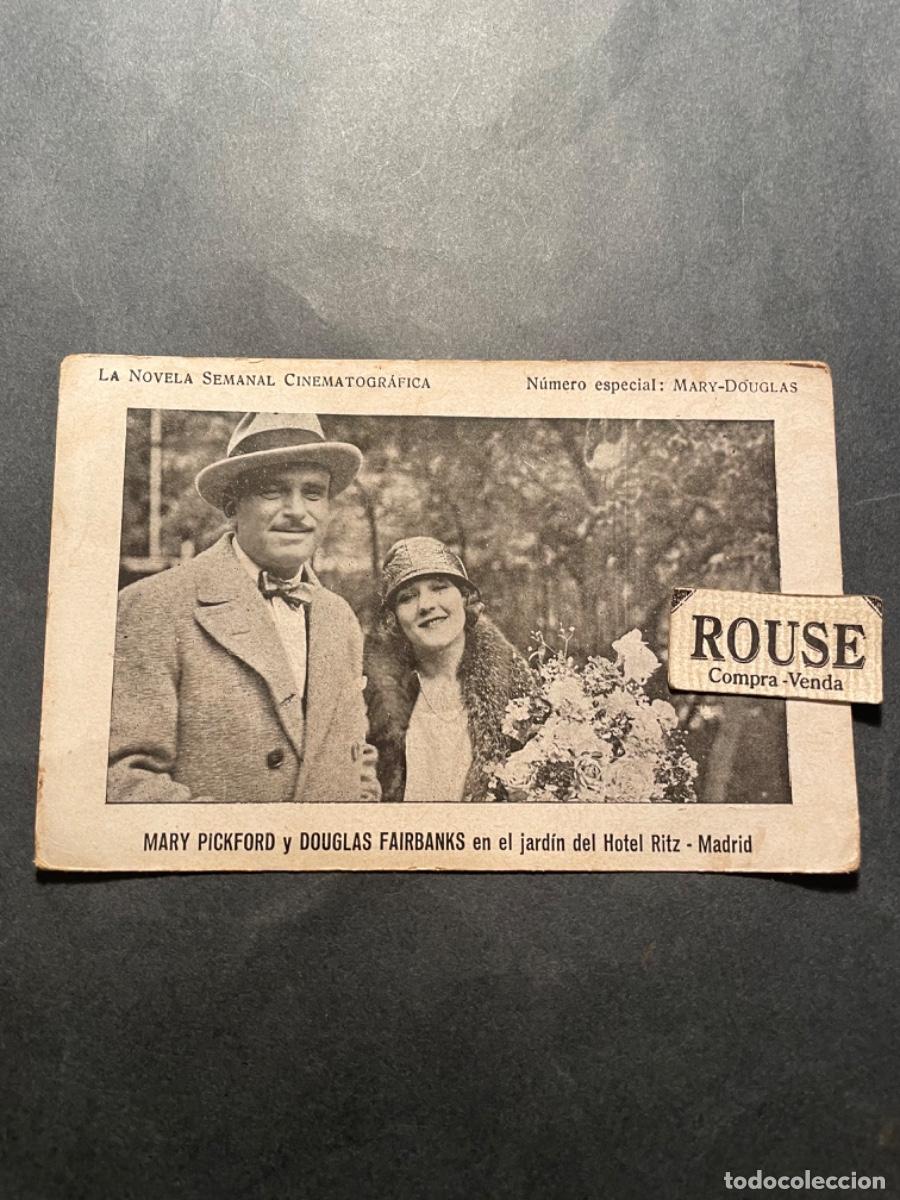 LA NOVELA SEMANAL CINEMATOGRÁFICA
Número especial: MARY-DOUGLAS
ROUSE
Compra-Venda
MARY PICKFORD y DOUGLAS FAIRBANKS en el jardín del Hotel Ritz - Madrid
todocoleccion